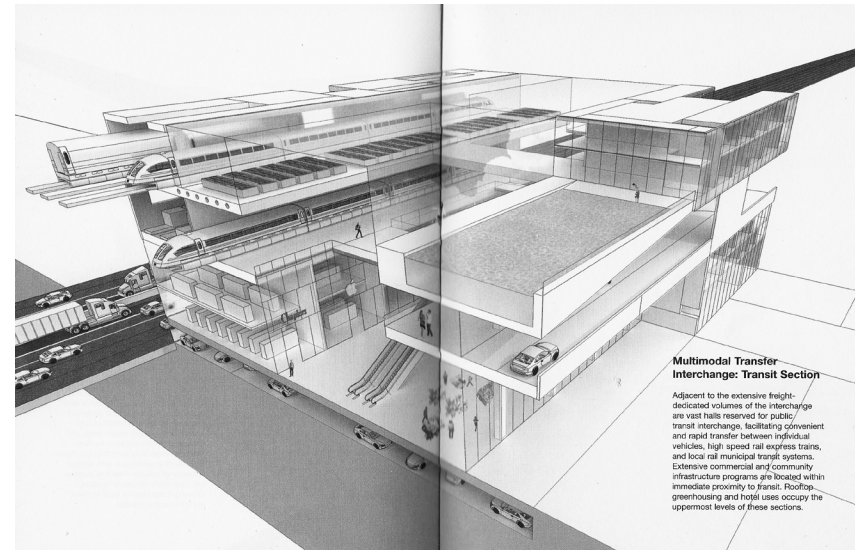 Multimodal Transfer
Interchange: Transit Section
Adjacent to the extensive freight-
dedicated volumes of the interchange
are vast halls reserved for public
transit interchange, facilitating convenient
and rapid transfer between individual
vehicles, high speed rail express trains,
and local rail municipal transit systems.
Extensive commercial and community
infrastructure programs are located within
immediate proximity to transit. Rooftop
greenhousing and hotel uses occupy the
uppermost levels of these sections.